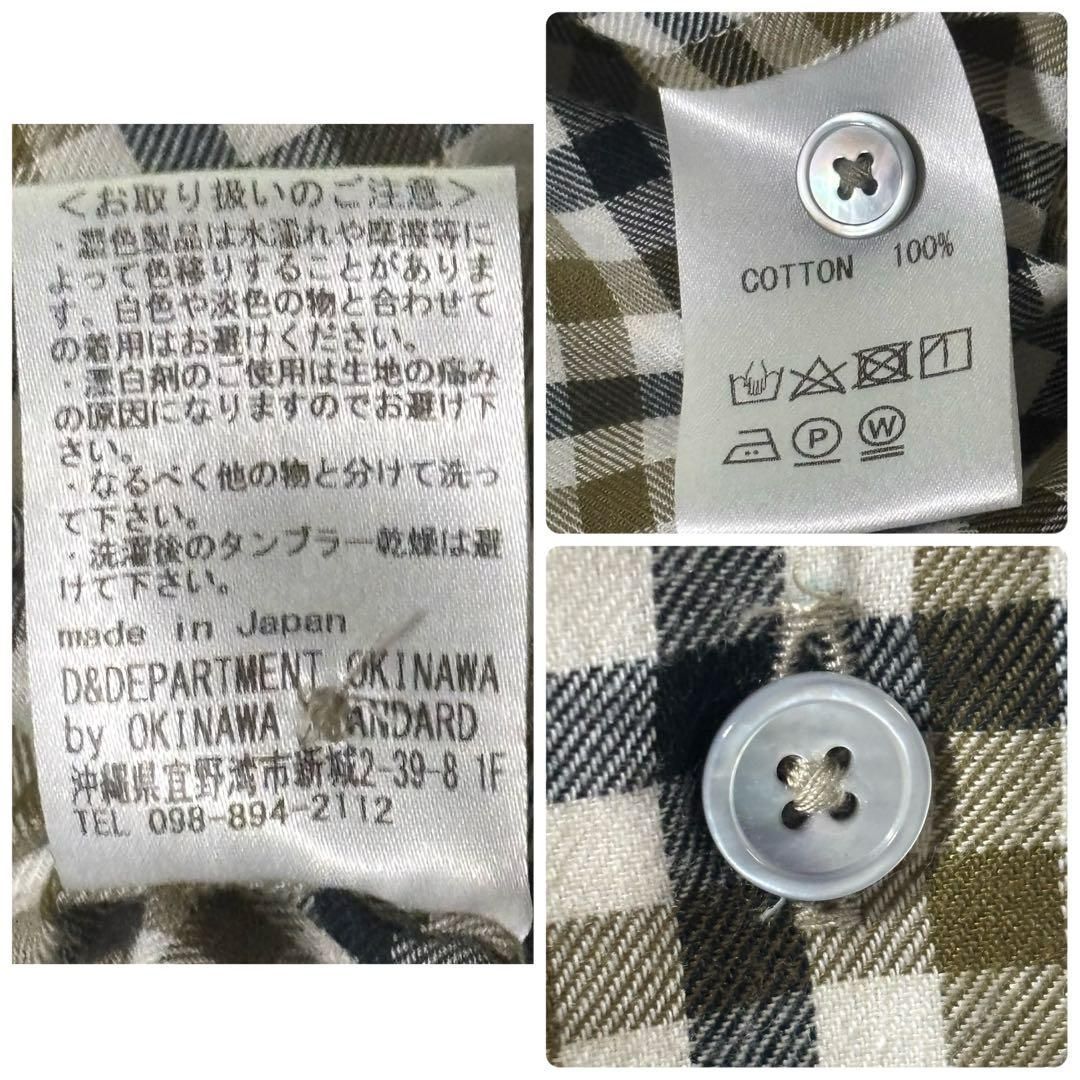 <お取り扱いのご注意>
・濃色製品は水濡れや摩擦等に
よって色移りすることがありま
す、白色や淡色の物と合わせて
の着用はお避けください。
・漂白剤のご使用は生地の痛み
の原因になりますのでお避け下
さい。
・なるべく他の物と分けて洗っ
て下さい。
・洗濯後のタンブラー乾燥は避
けて下さい。
made in Japan
D&DEPARTMENT OKINAWA
by OKINAWA STANDARD
沖縄県宜野湾市新城2-39-8 1F
TEL 098-894-2112
COTTON 100%
P W